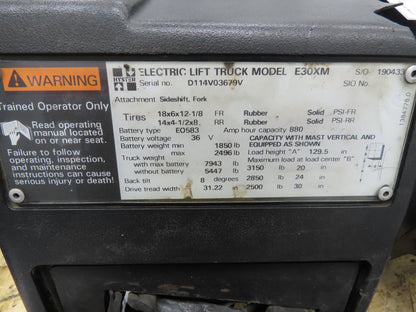 HYSTER
ELECTRIC LIFT TRUCK MODEL E30XM S/O 190433
Serial no. D114V03679V SIO No.
Attachment Sideshift, Fork
Tires 18x6x12-1/8 FR Rubber Solid PSI-FR
14x4-1/2x8 RR Rubber Solid PSI-RR
Battery type EO583 Amp hour capacity 880
Battery voltage 36 V
Battery weight min 1850 lb
max 2496 lb
Truck weight
with max battery 7943 lb
without battery 5447 lb
Back tilt 8 degrees
Drive tread width 31.22 in
CAPACITY WITH MAST VERTICAL AND
EQUIPPED AS SHOWN
Load height "A" 129.5 in
Maximum load at load center "B"
3150 lb 20 in
2850 lb 24 in
2500 lb 30 in
WARNING
Trained Operator Only
Read operating
manual located
on or near seat.
Failure to follow
operating, inspection,
and maintenance
instructions can cause
serious injury or death!